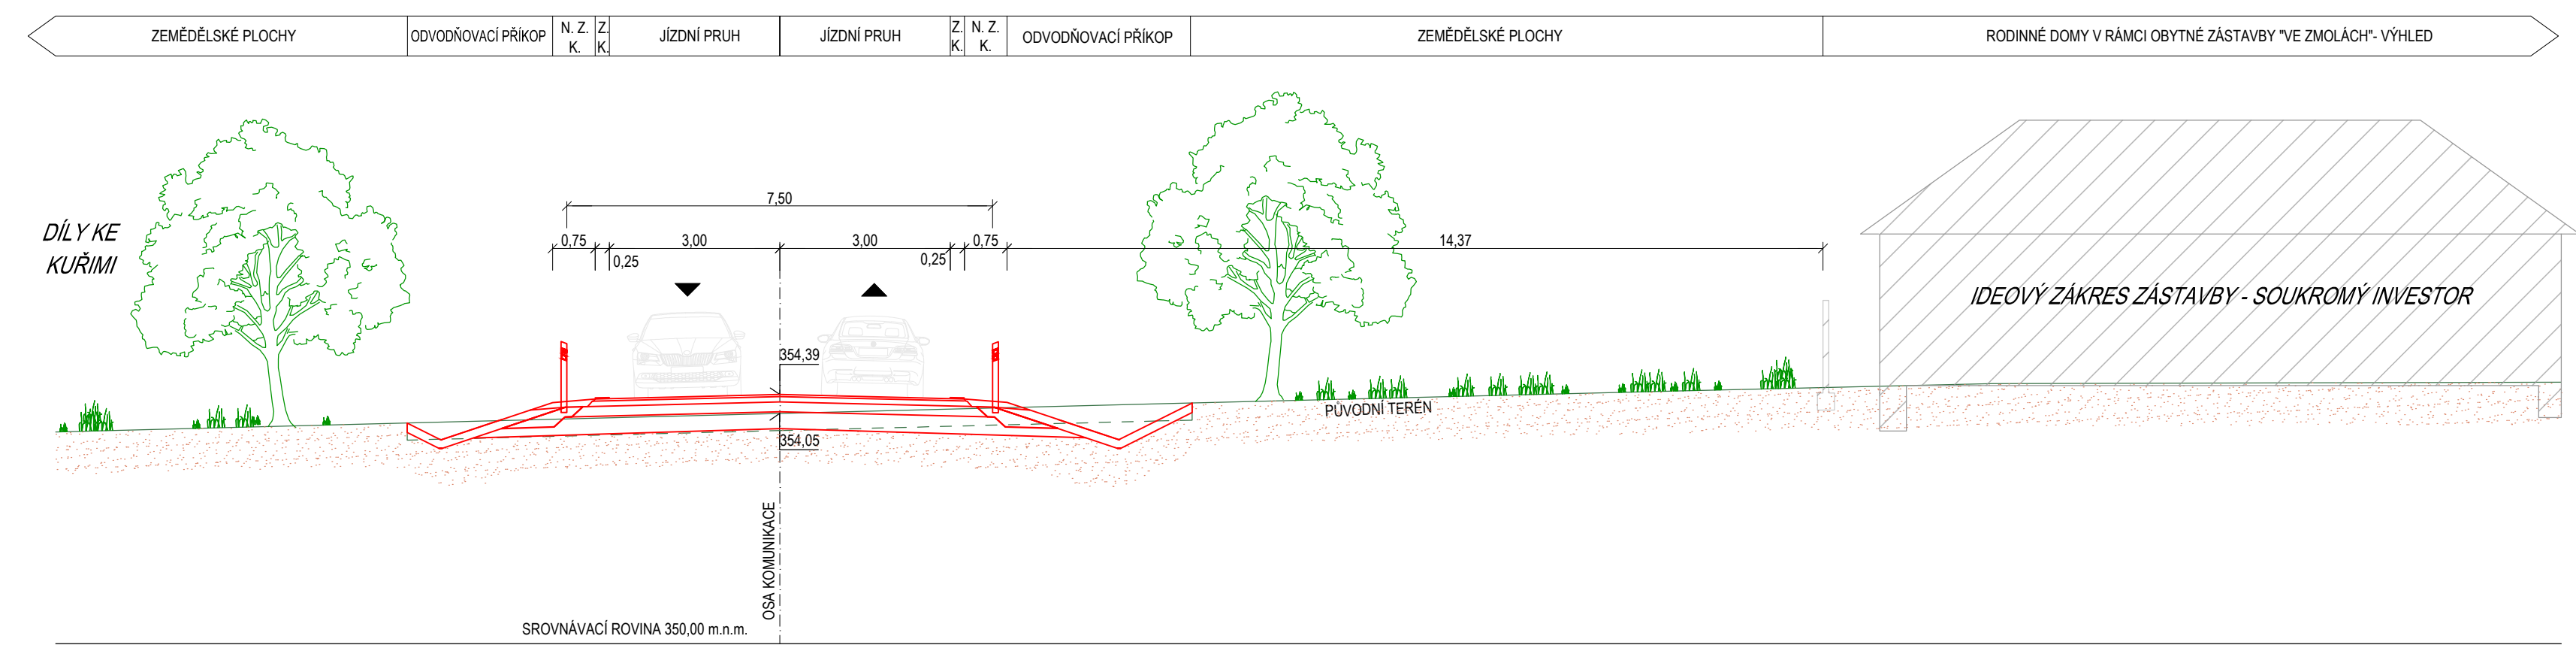 ZEMĚDĚLSKÉ PLOCHY
ODVODŇOVACÍ PŘÍKOP
N. Z.
K.
Z.
K.
JÍZDNÍ PRUH
JÍZDNÍ PRUH
Z.
K.
N. Z.
K.
ODVODŇOVACÍ PŘÍKOP
ZEMĚDĚLSKÉ PLOCHY
RODINNÉ DOMY V RÁMCI OBYTNÉ ZÁSTAVBY "VE ZMOLÁCH"- VÝHLED
7,50
DÍLY KE
KUŘIMI
0,75
3,00
3,00
0,75
14,37
0,25
0,25
IDEOVÝ ZÁKRES ZÁSTAVBY - SOUKROMÝ INVESTOR
354,39
PŮVODNÍ TERÉN
354,05
OSA KOMUNIKACE
SROVNÁVACÍ ROVINA 350,00 m.n.m.